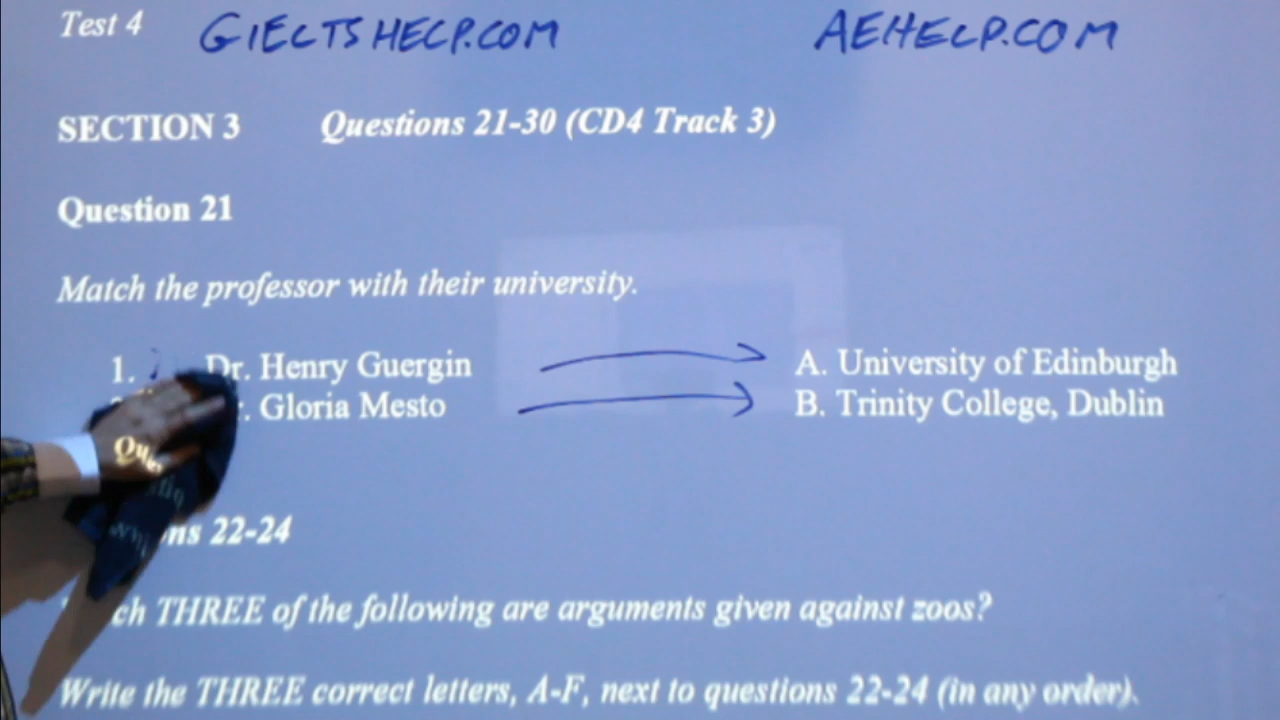 Test 4 GIELTSHELP.COM AEHELP.COM
SECTION 3 Questions 21-30 (CD4 Track 3)
Question 21
Match the professor with their university.
1. Dr. Henry Guergin A. University of Edinburgh
Gloria Mesto B. Trinity College, Dublin
22-24
THREE of the following are arguments given against zoos?
Write the THREE correct letters, A-F, next to questions 22-24 (in any order).